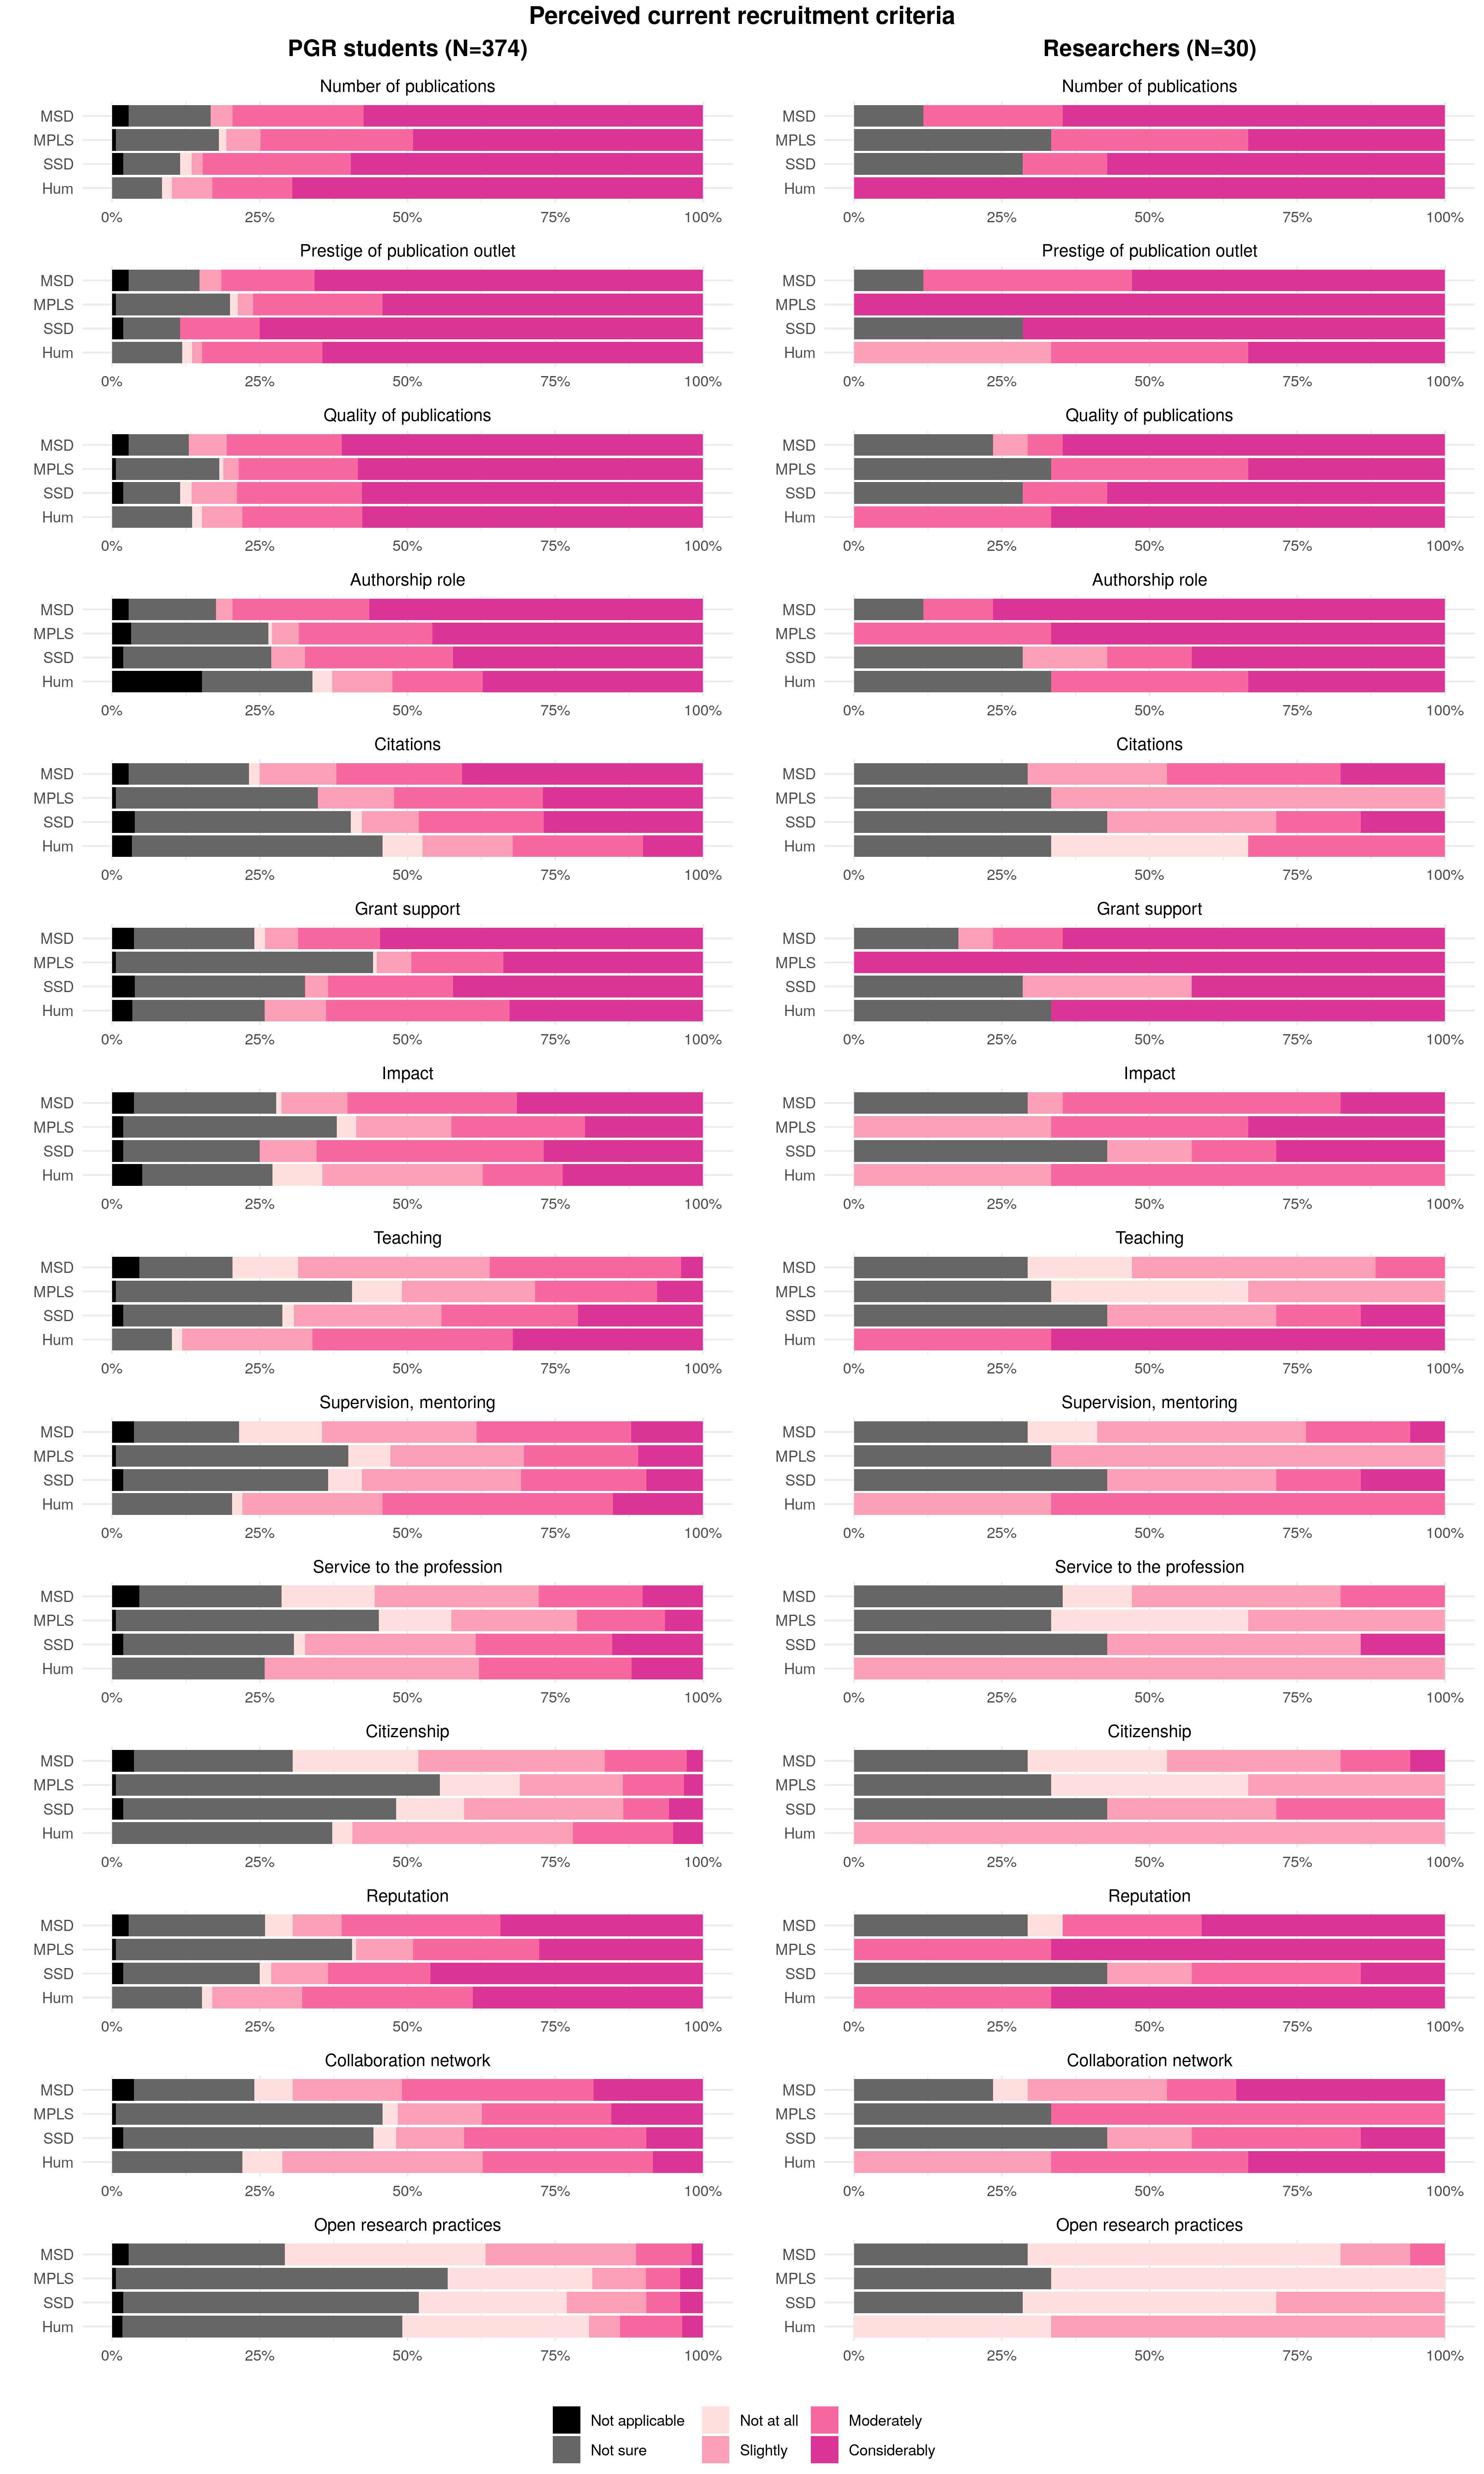 Perceived current recruitment criteria
PGR students (N=374)
Researchers (N=30)
Number of publications
MSD
MPLS
SSD
Hum
0% 25% 50% 75% 100%
Number of publications
MSD
MPLS
SSD
Hum
0% 25% 50% 75% 100%
Prestige of publication outlet
MSD
MPLS
SSD
Hum
0% 25% 50% 75% 100%
Prestige of publication outlet
MSD
MPLS
SSD
Hum
0% 25% 50% 75% 100%
Quality of publications
MSD
MPLS
SSD
Hum
0% 25% 50% 75% 100%
Quality of publications
MSD
MPLS
SSD
Hum
0% 25% 50% 75% 100%
Authorship role
MSD
MPLS
SSD
Hum
0% 25% 50% 75% 100%
Authorship role
MSD
MPLS
SSD
Hum
0% 25% 50% 75% 100%
Citations
MSD
MPLS
SSD
Hum
0% 25% 50% 75% 100%
Citations
MSD
MPLS
SSD
Hum
0% 25% 50% 75% 100%
Grant support
MSD
MPLS
SSD
Hum
0% 25% 50% 75% 100%
Grant support
MSD
MPLS
SSD
Hum
0% 25% 50% 75% 100%
Impact
MSD
MPLS
SSD
Hum
0% 25% 50% 75% 100%
Impact
MSD
MPLS
SSD
Hum
0% 25% 50% 75% 100%
Teaching
MSD
MPLS
SSD
Hum
0% 25% 50% 75% 100%
Teaching
MSD
MPLS
SSD
Hum
0% 25% 50% 75% 100%
Supervision, mentoring
MSD
MPLS
SSD
Hum
0% 25% 50% 75% 100%
Supervision, mentoring
MSD
MPLS
SSD
Hum
0% 25% 50% 75% 100%
Service to the profession
MSD
MPLS
SSD
Hum
0% 25% 50% 75% 100%
Service to the profession
MSD
MPLS
SSD
Hum
0% 25% 50% 75% 100%
Citizenship
MSD
MPLS
SSD
Hum
0% 25% 50% 75% 100%
Citizenship
MSD
MPLS
SSD
Hum
0% 25% 50% 75% 100%
Reputation
MSD
MPLS
SSD
Hum
0% 25% 50% 75% 100%
Reputation
MSD
MPLS
SSD
Hum
0% 25% 50% 75% 100%
Collaboration network
MSD
MPLS
SSD
Hum
0% 25% 50% 75% 100%
Collaboration network
MSD
MPLS
SSD
Hum
0% 25% 50% 75% 100%
Open research practices
MSD
MPLS
SSD
Hum
0% 25% 50% 75% 100%
Open research practices
MSD
MPLS
SSD
Hum
0% 25% 50% 75% 100%
Not applicable Not at all Moderately
Not sure Slightly Considerably